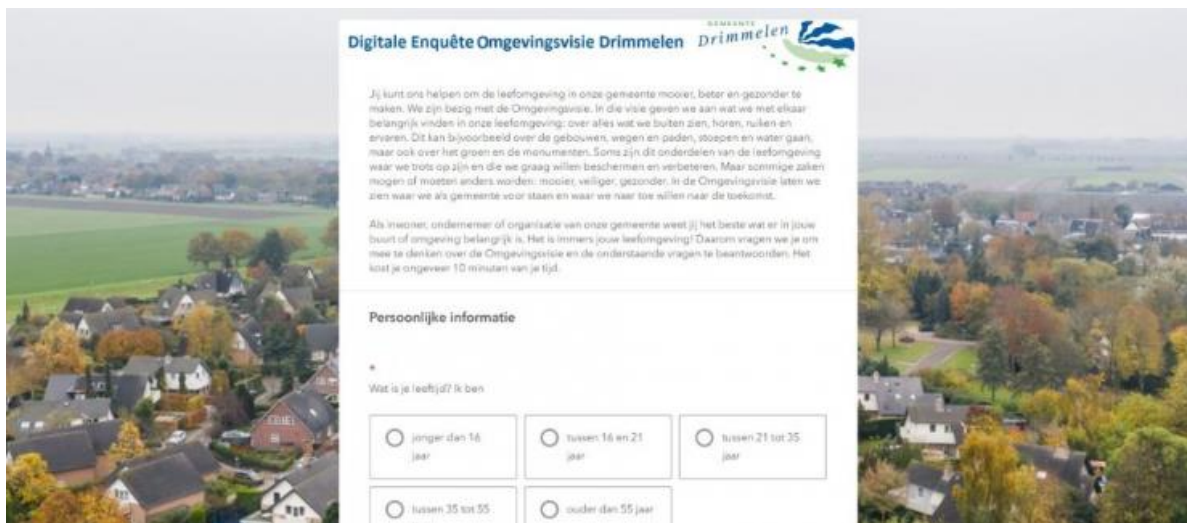 Digitale Enquête Omgevingsvisie Drimmelen
GEMEENTE
Drimmelen
Jij kunt ons helpen om de leefomgeving in onze gemeente mooier, beter en gezonder te
maken. We zijn bezig met de Omgevingsvisie. In die visie geven we aan wat we met elkaar
belangrijk vinden in onze leefomgeving: over alles wat we buiten zien, horen, ruiken en
ervaren. Dit kan bijvoorbeeld over de gebouwen, wegen en paden, stoepen en water gaan,
maar ook over het groen en de monumenten. Soms zijn dit onderdelen van de leefomgeving
waar we trots op zijn en die we graag willen beschermen en verbeteren. Maar sommige zaken
mogen of moeten anders worden: mooier, veiliger, gezonder. In de Omgevingsvisie laten we
zien waar we als gemeente voor staan en waar we naar toe willen naar de toekomst.
Als inwoner, ondernemer of organisatie van onze gemeente weet jij het beste wat er in jouw
buurt of omgeving belangrijk is. Het is immers jouw leefomgeving! Daarom vragen we je om
mee te denken over de Omgevingsvisie en de onderstaande vragen te beantwoorden. Het
kost je ongeveer 10 minuten van je tijd.
Persoonlijke informatie
*
Wat is je leeftijd? Ik ben
jonger dan 16
jaar
tussen 16 en 21
jaar
tussen 21 tot 35
jaar
tussen 35 tot 55
ouder dan 55 jaar